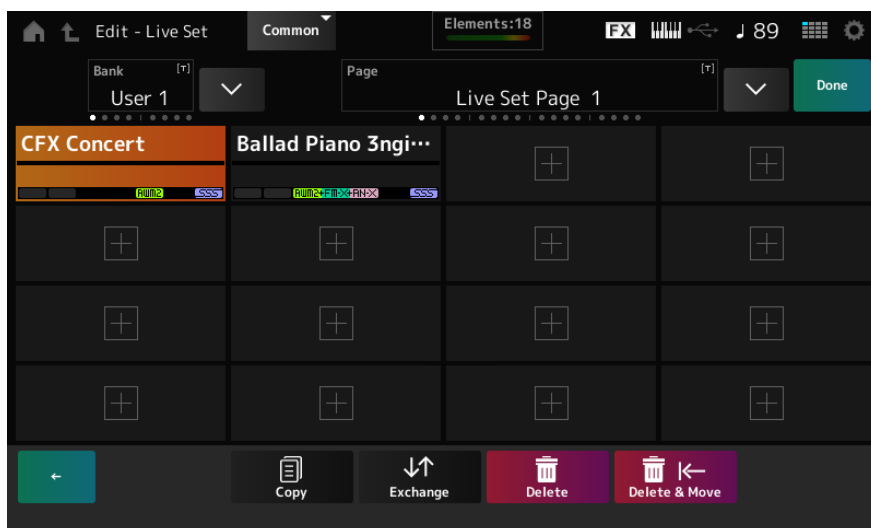 Edit - Live Set
Common
Elements:18
FX
♩ 89
Bank
[T]
User 1
Page
[T]
Live Set Page 1
Done
CFX Concert
AWM2
SSS
Ballad Piano 3ngi···
AWM2+FM-X+AN-X
SSS
Copy
Exchange
Delete
Delete & Move